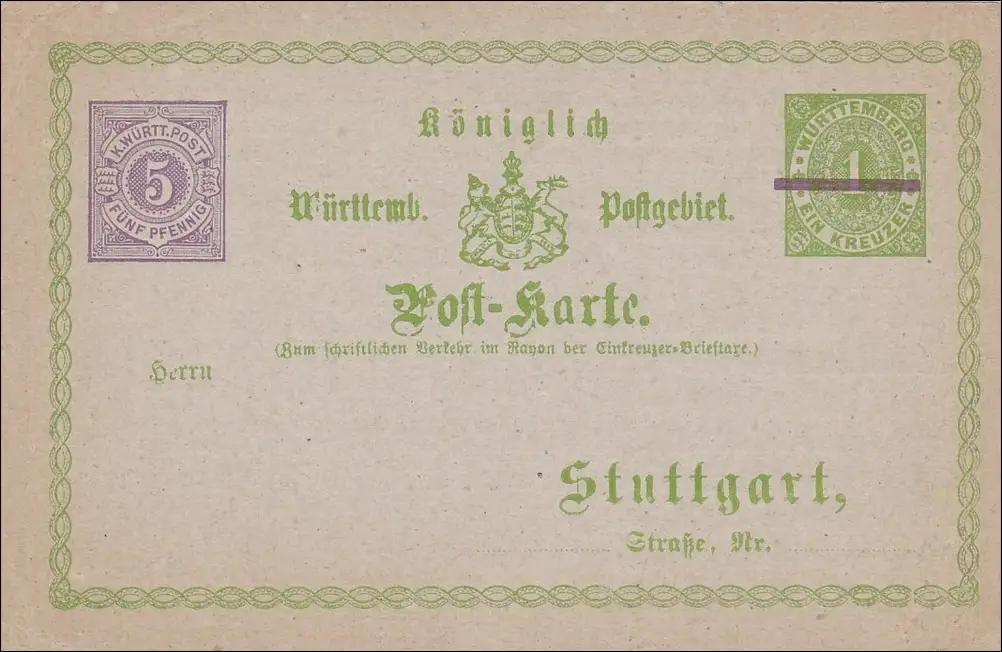 Königlich
K. WÜRTT. POST
5
FÜNF PFENNIG
WÜRTTEMBERG
1
EIN KREUZER
Württemb. Postgebiet.
Post-Karte.
(Zum schriftlichen Verkehr im Rayon der Einkreuzer-Brieftaxe.)
Herrn
Stuttgart,
Straße, Nr.